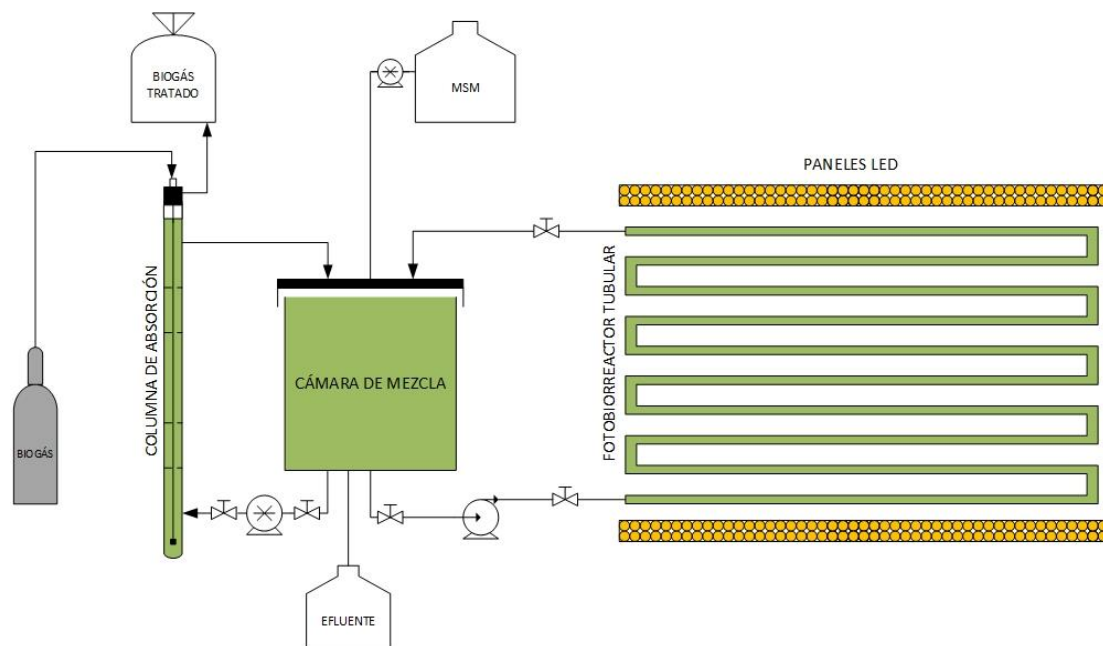 BIOGÁS
TRATADO
MSM
PANELES LED
COLUMNA DE ABSORCIÓN
FOTOBIORREACTOR TUBULAR
CÁMARA DE MEZCLA
BIOGÁS
EFLUENTE